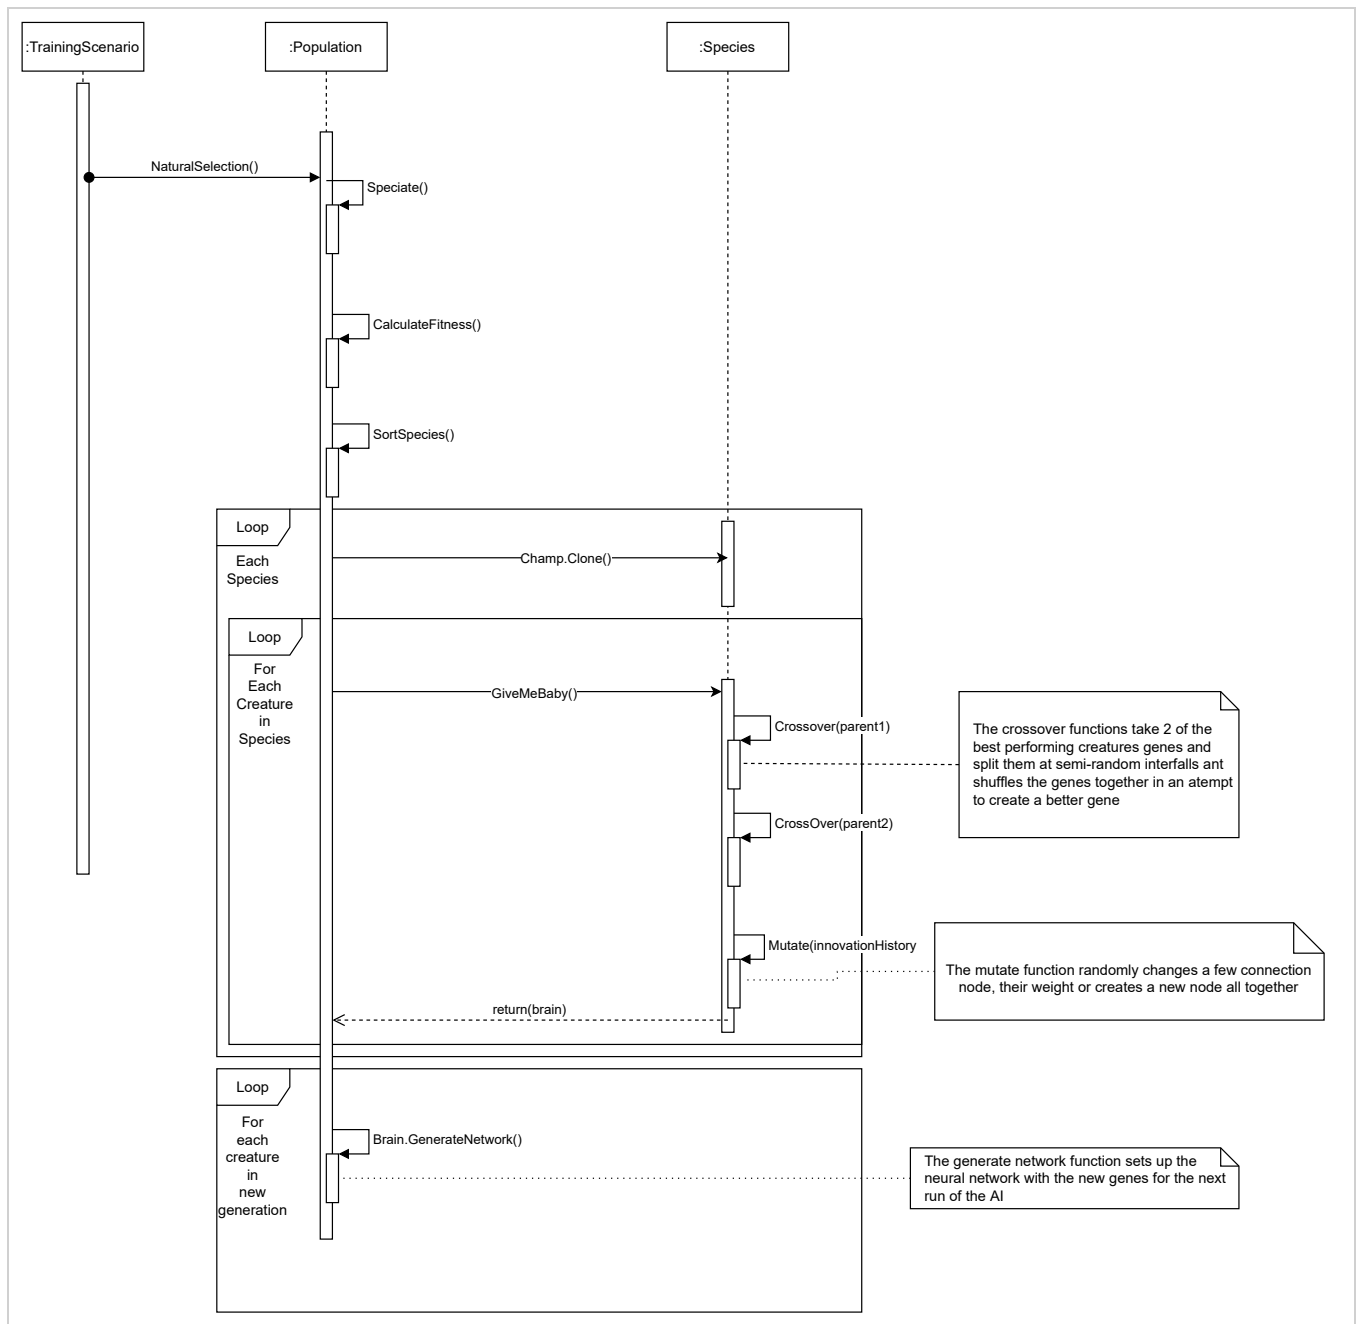 :TrainingScenario
:Population
:Species
NaturalSelection()
Speciate()
CalculateFitness()
SortSpecies()
Loop
Each
Species
Champ.Clone()
Loop
For
Each
Creature
in
Species
GiveMeBaby()
Crossover(parent1)
The crossover functions take 2 of the
best performing creatures genes and
split them at semi-random interfalls ant
shuffles the genes together in an atempt
to create a better gene
CrossOver(parent2)
Mutate(innovationHistory
The mutate function randomly changes a few connection
node, their weight or creates a new node all together
return(brain)
Loop
For
each
creature
in
new
generation
Brain.GenerateNetwork()
The generate network function sets up the
neural network with the new genes for the next
run of the AI